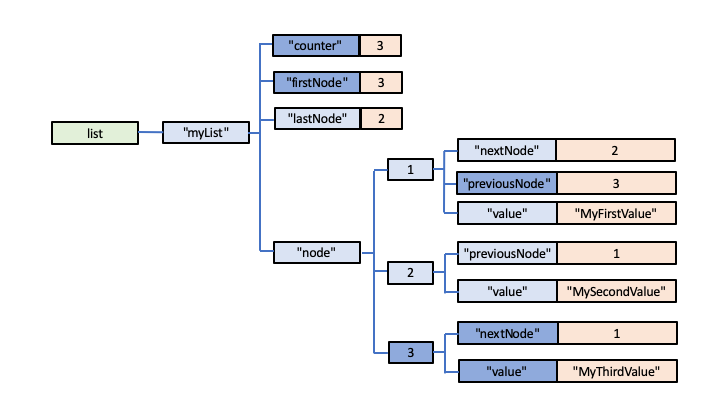 "counter" 3
"firstNode" 3
"lastNode" 2
list "myList"
"nextNode" 2
1
"previousNode" 3
"value" "MyFirstValue"
"node"
"previousNode" 1
2
"value" "MySecondValue"
"nextNode" 1
3
"value" "MyThirdValue"